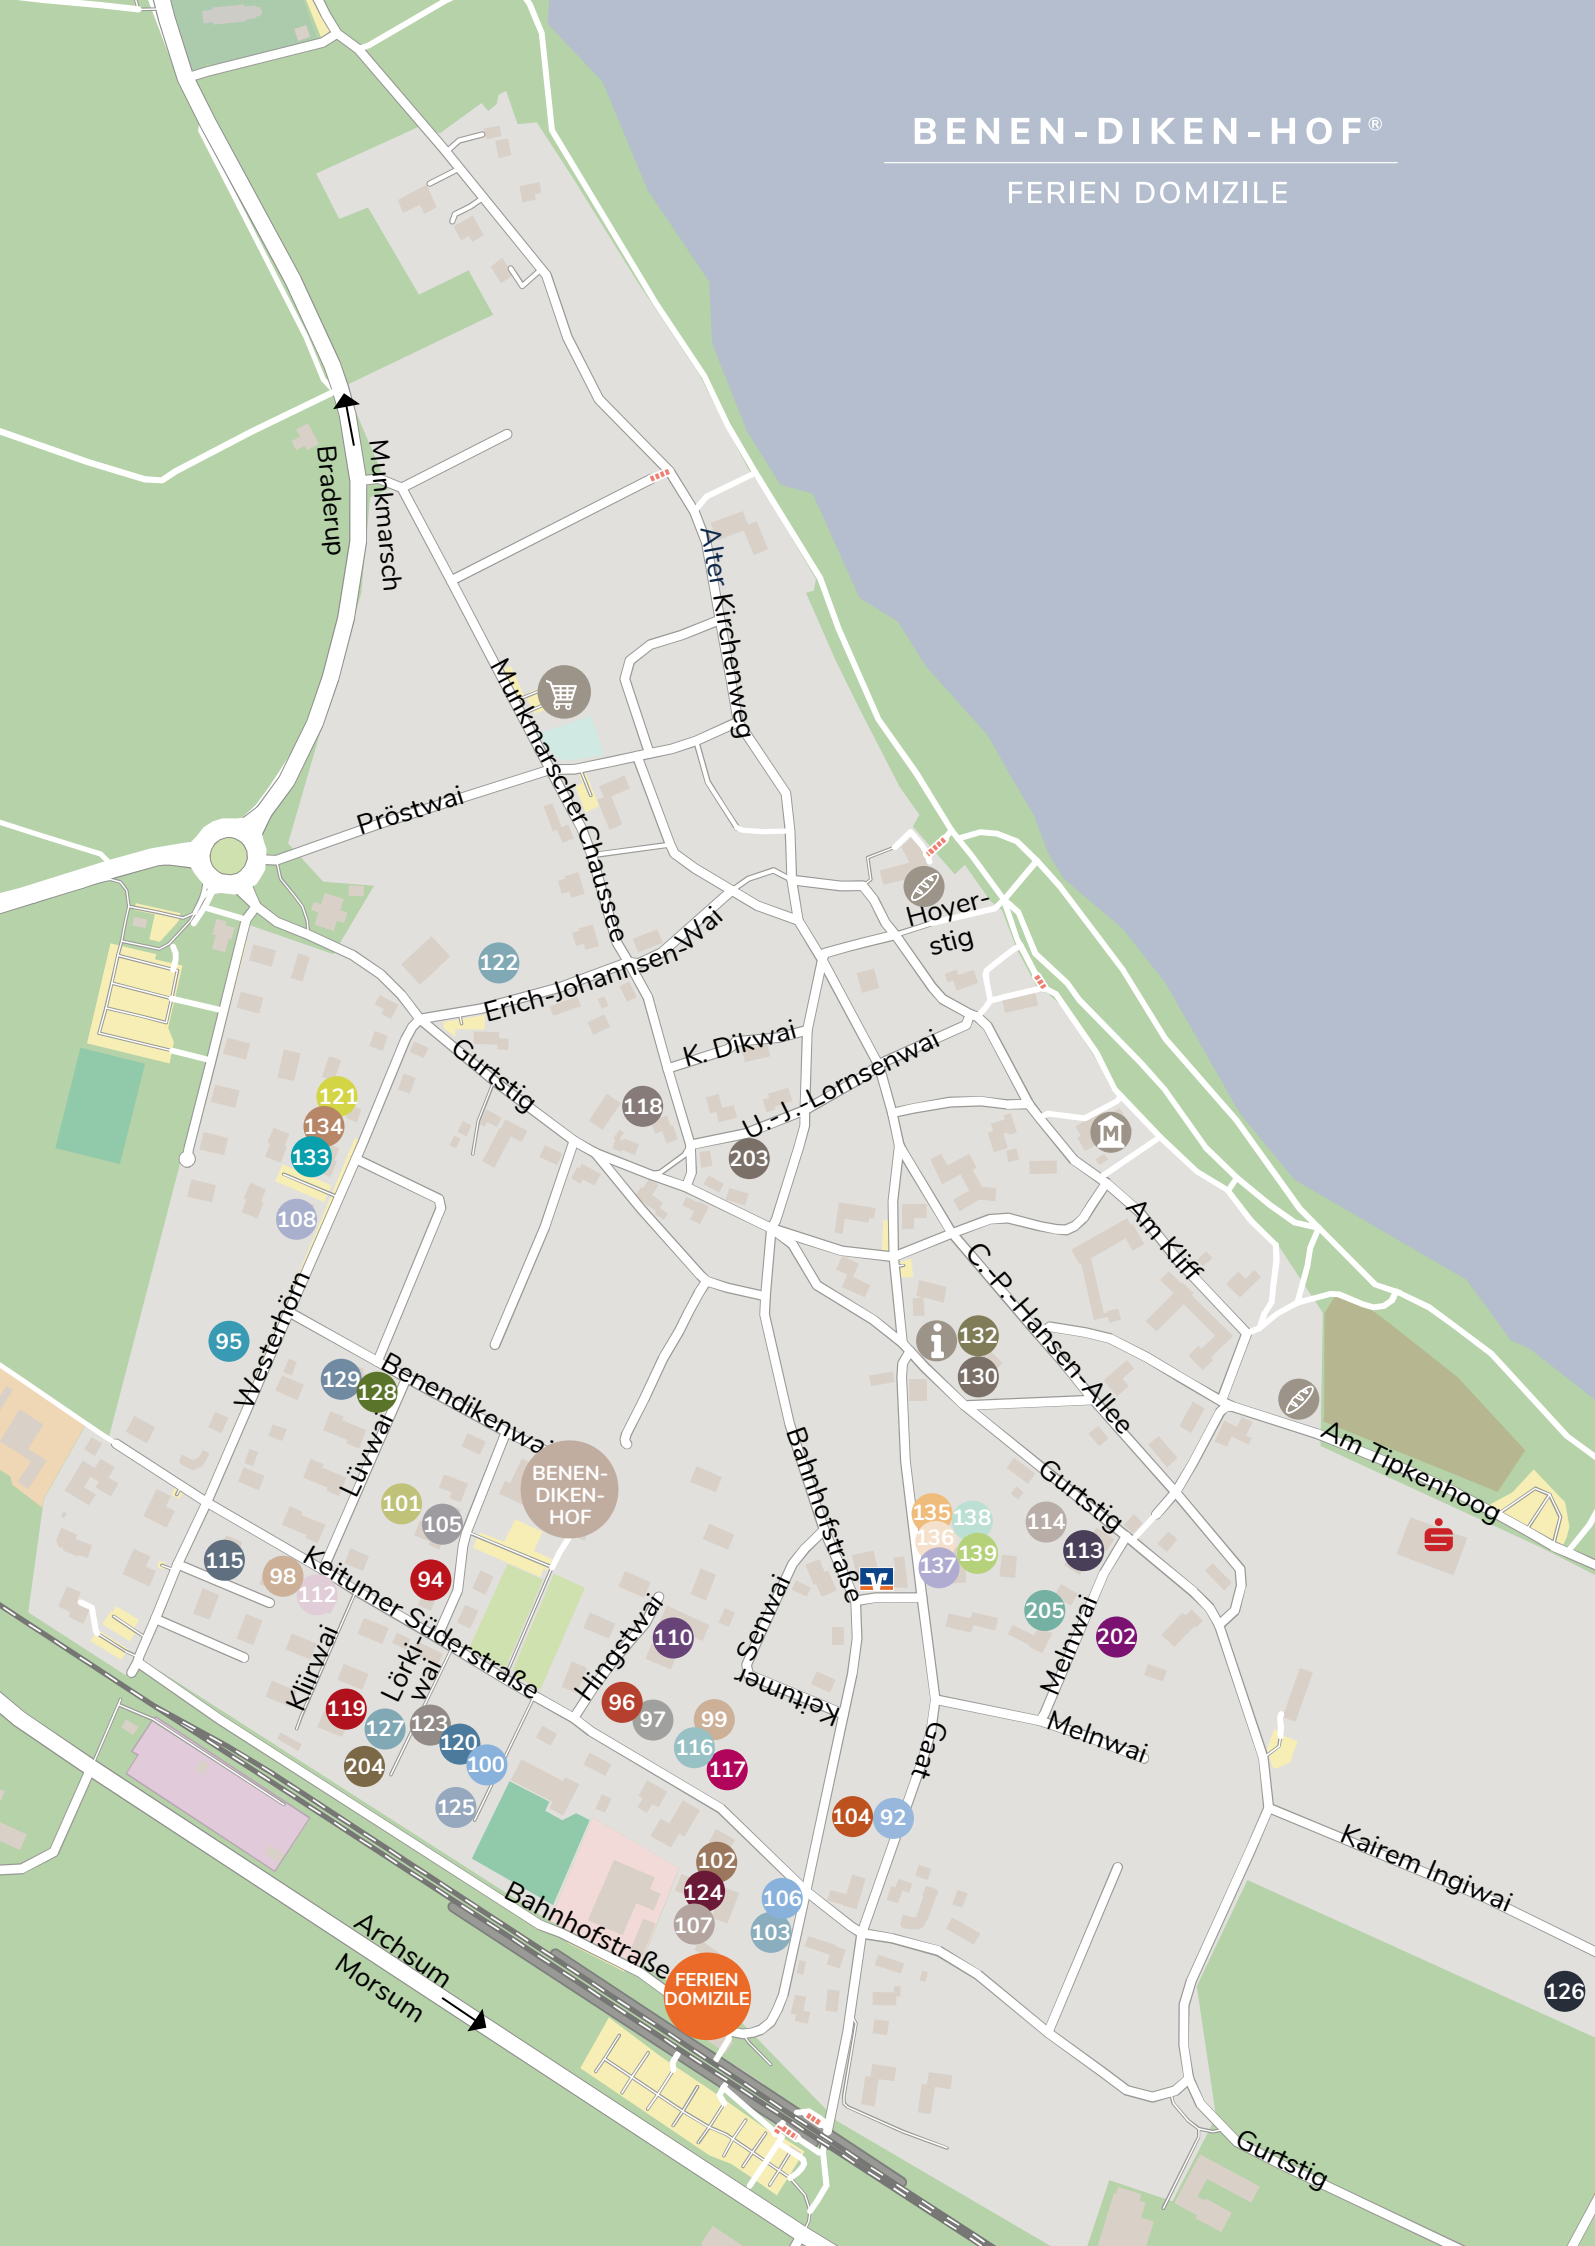 BENEN-DIKEN-HOF®
FERIEN DOMIZILE
Braderup
Munkmarsch
Alter Kirchenweg
Munkmarscher Chaussee
Pröstwai
Hoyer-
stig
122
Erich-Johannsen-Wai
K. Dikwai
Gurtstig
U.-J.-Lornsenwai
121
118
134
133
203
M
108
Am Kliff
C.-P.-Hansen-Allee
Westerhörn
95
i
132
129
128
130
Benendikenwai
Am Tipkenhoog
Lüvwai
Bahnhofstraße
BENEN-
DIKEN-
HOF
Gurtstig
101
105
135
138
114
136
115
98
112
Keitumer Süderstraße
94
137
139
113
Senwai
Hingstwai
110
205
202
Melnwai
Kliirwai
Lörki-
wai
Keitumer
119
127
123
96
97
99
120
116
204
100
117
Melnwai
Gaat
125
104
92
Kairem Ingiwai
102
124
106
107
103
Bahnhofstraße
Archsum
Morsum
FERIEN
DOMIZILE
126
Gurtstig